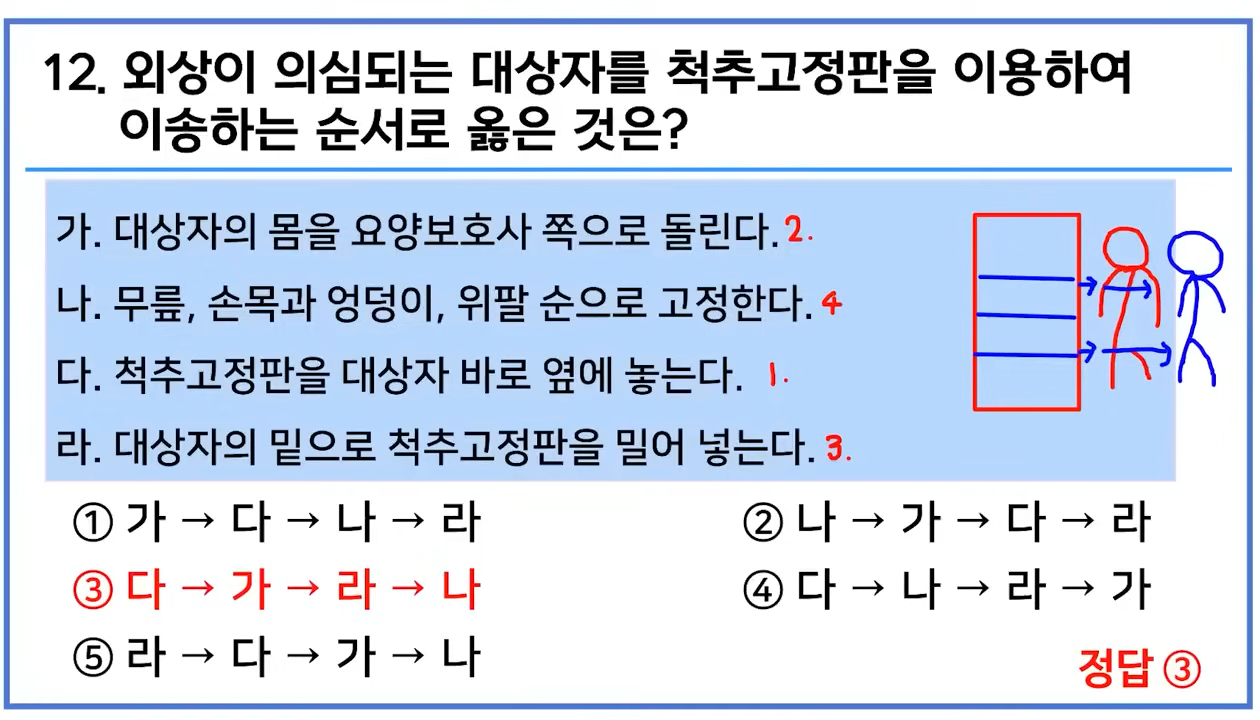 12. 외상이 의심되는 대상자를 척추고정판을 이용하여
이송하는 순서로 옳은 것은?
가. 대상자의 몸을 요양보호사 쪽으로 돌린다. 2.
나. 무릎, 손목과 엉덩이, 위팔 순으로 고정한다. 4
다. 척추고정판을 대상자 바로 옆에 놓는다. 1.
라. 대상자의 밑으로 척추고정판을 밀어 넣는다. 3.
① 가 → 다 → 나 → 라
② 나 → 가 → 다 → 라
③ 다 → 가 → 라 → 나
④ 다 → 나 → 라 → 가
⑤ 라 → 다 → 가 → 나
정답 ③